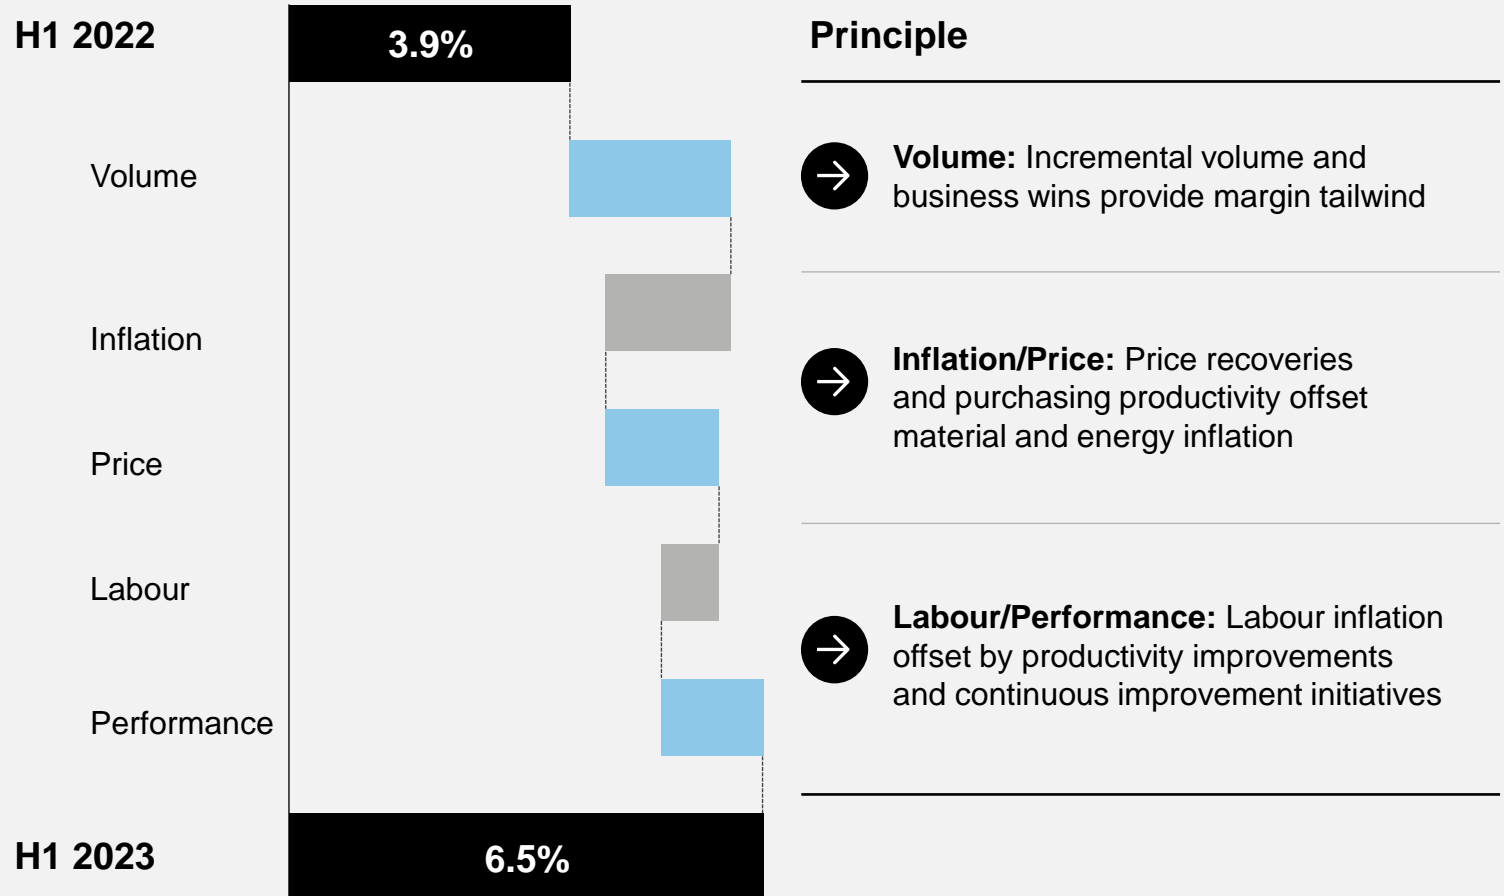 H1 2022
3.9%
Principle
Volume
Volume: Incremental volume and
business wins provide margin tailwind
Inflation
Inflation/Price: Price recoveries
and purchasing productivity offset
material and energy inflation
Price
Labour
Labour/Performance: Labour inflation
offset by productivity improvements
and continuous improvement initiatives
Performance
H1 2023
6.5%